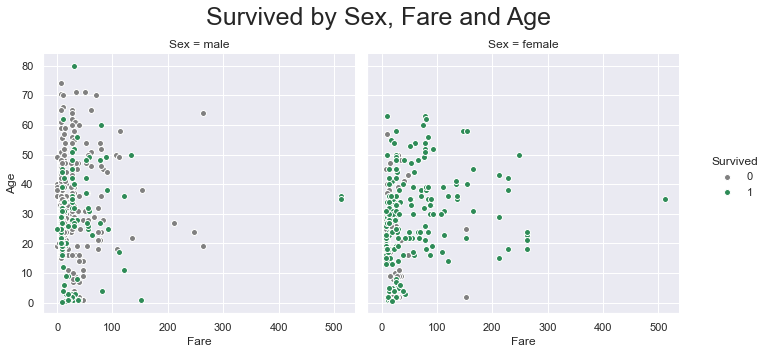 Survived by Sex, Fare and Age
Sex = male
Sex = female
80
70
60
50
40
30
20
10
0
Age
0 100 200 300 400 500
0 100 200 300 400 500
Fare
Fare
Survived
0
1